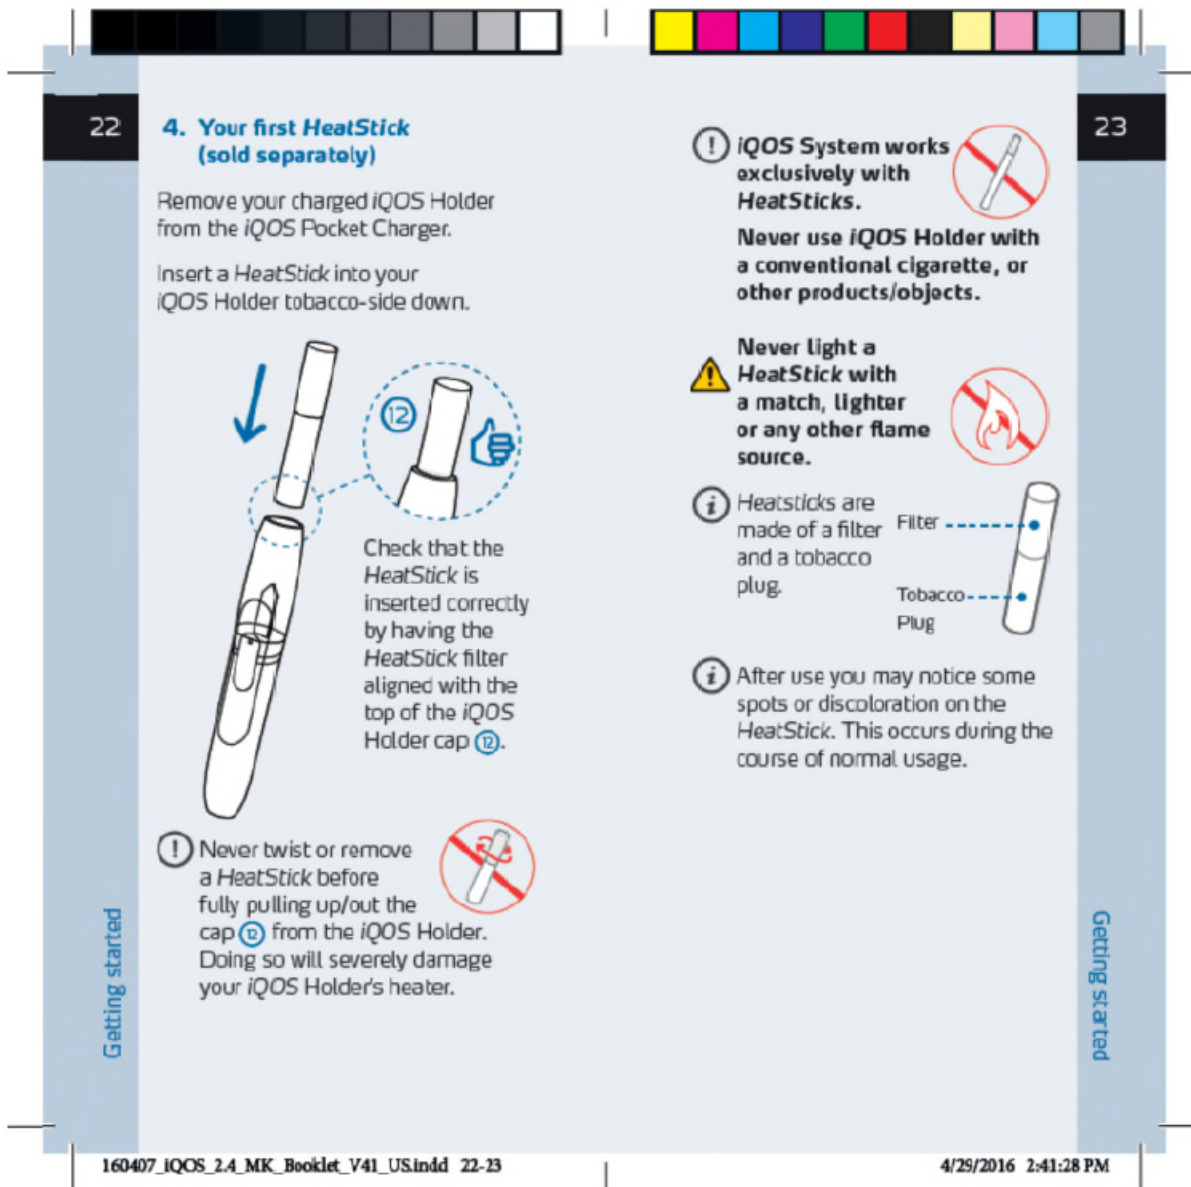 22
4. Your first HeatStick
(sold separately)
Remove your charged iQOS Holder
from the iQOS Pocket Charger.
Insert a HeatStick into your
iQOS Holder tobacco-side down.
12
Check that the
HeatStick is
inserted correctly
by having the
HeatStick filter
aligned with the
top of the iQOS
Holder cap 12.
! Never twist or remove
a HeatStick before
fully pulling up/out the
cap 12 from the iQOS Holder.
Doing so will severely damage
your iQOS Holder's heater.
Getting started
23
! iQOS System works
exclusively with
HeatSticks.
Never use iQOS Holder with
a conventional cigarette, or
other products/objects.
! Never light a
HeatStick with
a match, lighter
or any other flame
source.
i Heatsticks are
made of a filter
and a tobacco
plug.
Filter
Tobacco
Plug
i After use you may notice some
spots or discoloration on the
HeatStick. This occurs during the
course of normal usage.
Getting started
160407_iQOS_2.4_MK_Booklet_V41_US.indd 22-23
4/29/2016 2:41:28 PM